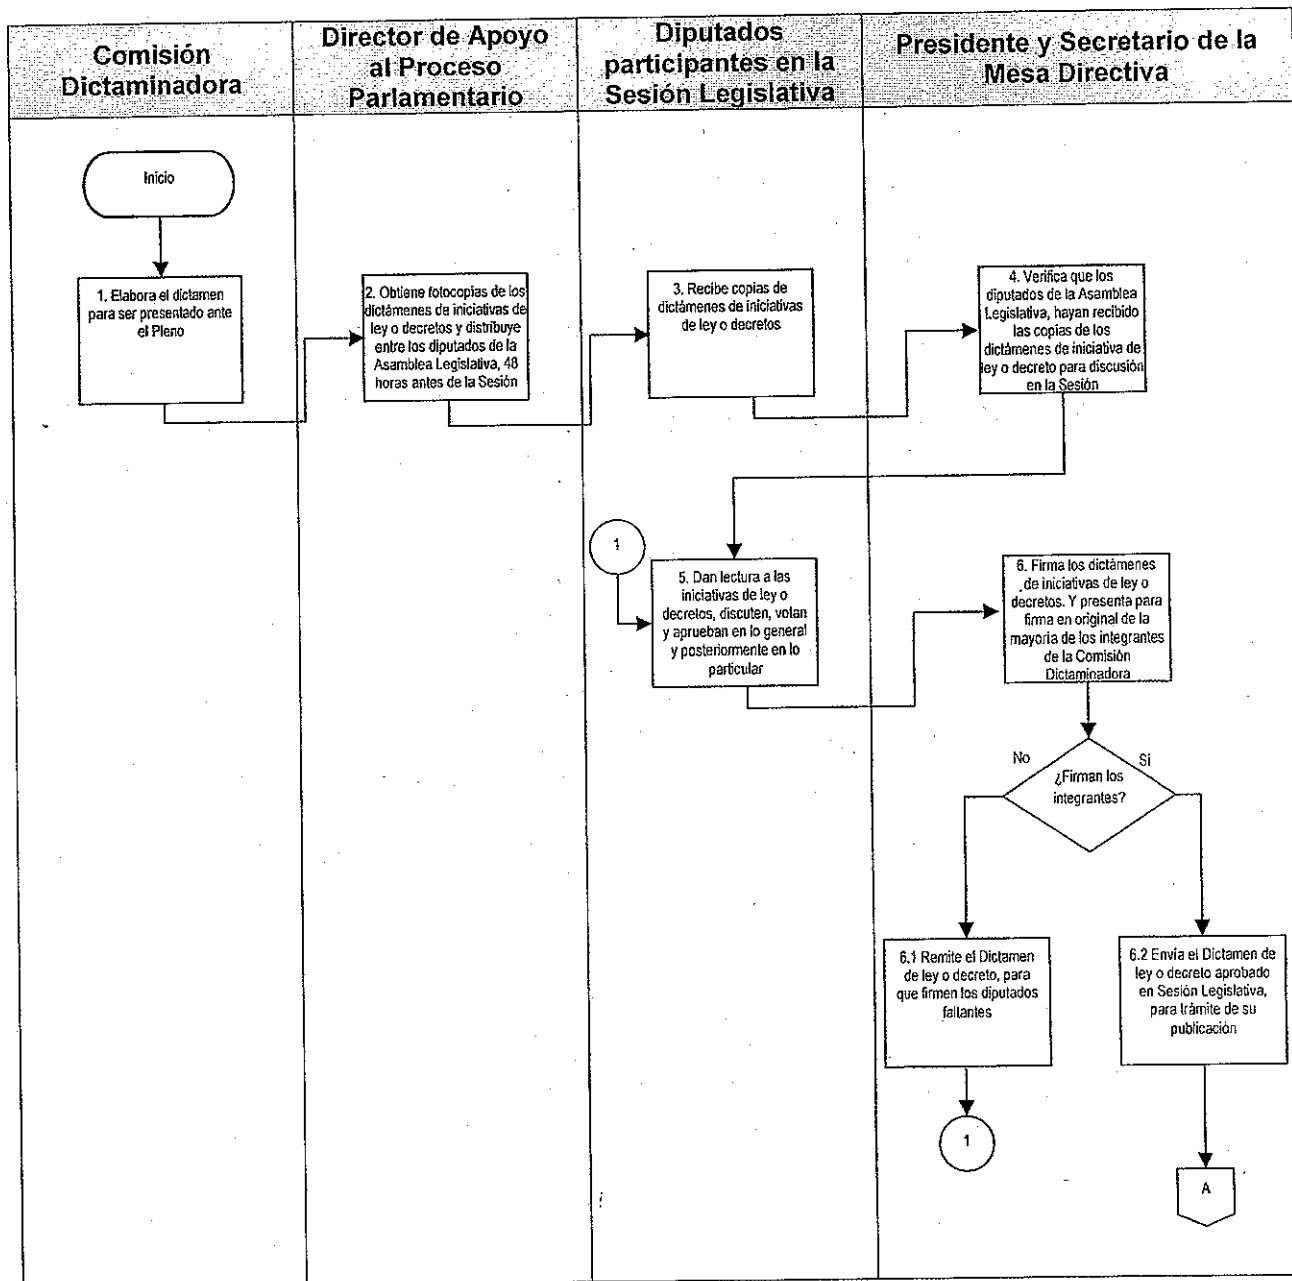 Comisión
Dictaminadora
Director de Apoyo
al Proceso
Parlamentario
Diputados
participantes en la
Sesión Legislativa
Presidente y Secretario de la
Mesa Directiva
Inicio
1. Elabora el dictamen
para ser presentado ante
el Pleno
2. Obtiene fotocopias de los
dictámenes de iniciativas de
ley o decretos y distribuye
entre los diputados de la
Asamblea Legislativa, 48
horas antes de la Sesión
3. Recibe copias de
dictámenes de iniciativas
de ley o decretos
4. Verifica que los
diputados de la Asamblea
Legislativa, hayan recibido
las copias de los
dictámenes de iniciativa de
ley o decreto para discusión
en la Sesión
1
5. Dan lectura a las
iniciativas de ley o
decretos, discuten, votan
y aprueban en lo general
y posteriormente en lo
particular
6. Firma los dictámenes
de iniciativas de ley o
decretos. Y presenta para
firma en original de la
mayoria de los integrantes
de la Comisión
Dictaminadora
No
Si
¿Firman los
integrantes?
6.1 Remite el Dictamen
de ley o decreto, para
que firmen los diputados
faltantes
6.2 Envía el Dictamen de
ley o decreto aprobado
en Sesión Legislativa,
para trámite de su
publicación
1
A